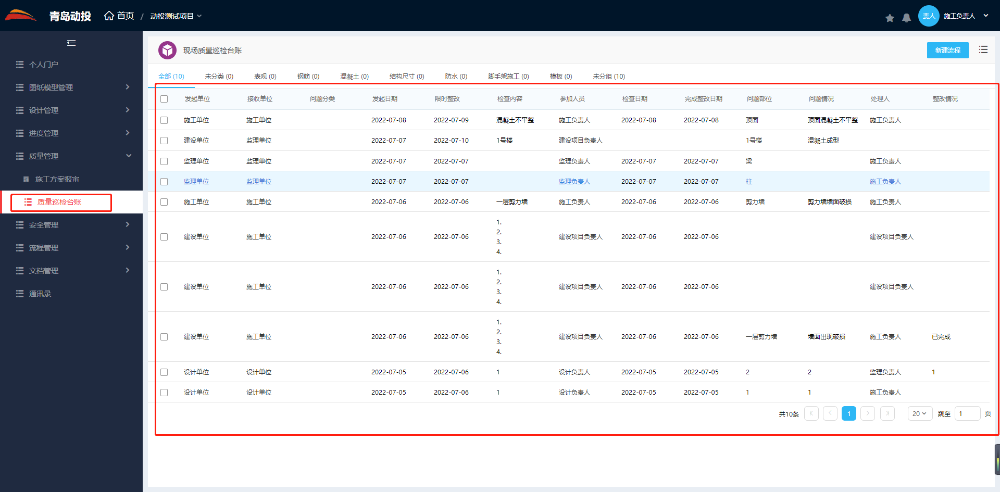 青岛动投 首页 / 动投测试项目 责人 施工负责人
个人门户
图纸模型管理
设计管理
进度管理
质量管理
施工方案报审
质量巡检台账
安全管理
流程管理
文档管理
通讯录
现场质量巡检台账 新建流程
全部 (10) 未分类 (0) 表观 (0) 钢筋 (0) 混凝土 (0) 结构尺寸 (0) 防水 (0) 脚手架施工 (0) 模板 (0) 未分组 (10)
发起单位 接收单位 问题分类 发起日期 限时整改 检查内容 参加人员 检查日期 完成整改日期 问题部位 问题情况 处理人 整改情况
施工单位 施工单位 2022-07-08 2022-07-09 混凝土不平整 施工负责人 2022-07-08 2022-07-08 顶面 顶面混凝土不平整 施工负责人
建设单位 监理单位 2022-07-07 2022-07-10 1号楼 建设项目负责人 1号楼 混凝土成型
监理单位 监理单位 2022-07-07 2022-07-07 监理负责人 2022-07-07 2022-07-07 梁 施工负责人
监理单位 监理单位 2022-07-07 2022-07-07 监理负责人 2022-07-07 2022-07-07 柱 施工负责人
施工单位 施工单位 2022-07-06 2022-07-06 一层剪力墙 施工负责人 2022-07-06 2022-07-06 剪力墙 剪力墙墙面破损 施工负责人
1.
2.
建设单位 施工单位 2022-07-06 2022-07-06 建设项目负责人 2022-07-06 2022-07-06 建设项目负责人
3.
4.
1.
2.
建设单位 施工单位 2022-07-06 2022-07-06 建设项目负责人 2022-07-06 2022-07-06 建设项目负责人
3.
4.
1.
2.
建设单位 施工单位 2022-07-06 2022-07-06 建设项目负责人 2022-07-06 2022-07-06 一层剪力墙 墙面出现破损 施工负责人 已完成
3.
4.
设计单位 设计单位 2022-07-05 2022-07-06 1 设计负责人 2022-07-05 2022-07-05 2 2 监理负责人 1
设计单位 设计单位 2022-07-05 2022-07-06 1 设计负责人 2022-07-05 2022-07-05 1 1 施工负责人
共10条 1 20 跳至 1 页